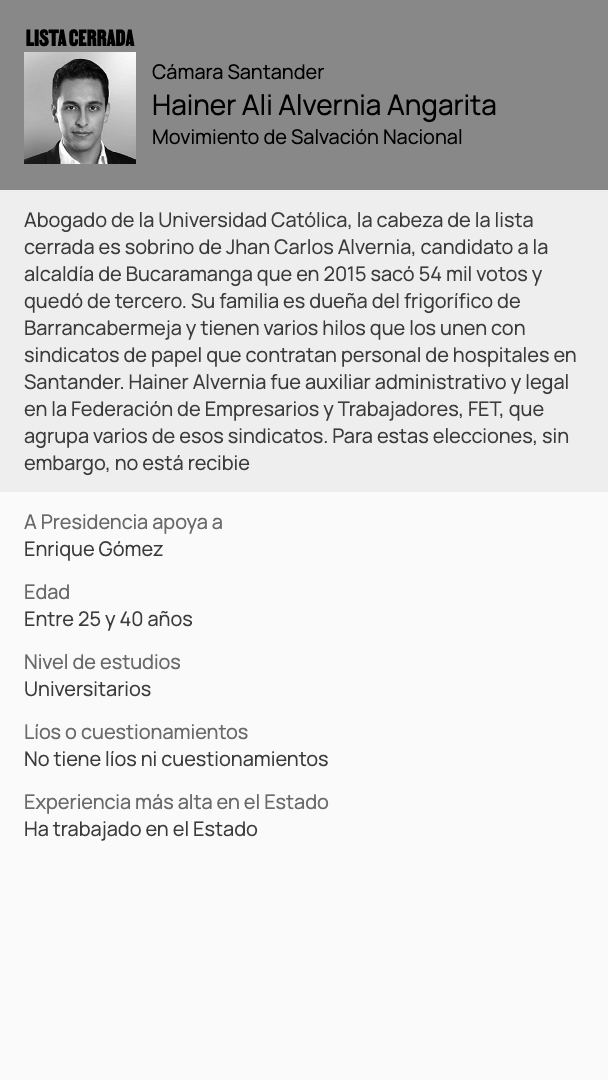 LISTA CERRADA
Cámara Santander
Hainer Ali Alvernia Angarita
Movimiento de Salvación Nacional
Abogado de la Universidad Católica, la cabeza de la lista
cerrada es sobrino de Jhan Carlos Alvernia, candidato a la
alcaldía de Bucaramanga que en 2015 sacó 54 mil votos y
quedó de tercero. Su familia es dueña del frigorífico de
Barrancabermeja y tienen varios hilos que los unen con
sindicatos de papel que contratan personal de hospitales en
Santander. Hainer Alvernia fue auxiliar administrativo y legal
en la Federación de Empresarios y Trabajadores, FET, que
agrupa varios de esos sindicatos. Para estas elecciones, sin
embargo, no está recibie
A Presidencia apoya a
Enrique Gómez
Edad
Entre 25 y 40 años
Nivel de estudios
Universitarios
Líos o cuestionamientos
No tiene líos ni cuestionamientos
Experiencia más alta en el Estado
Ha trabajado en el Estado